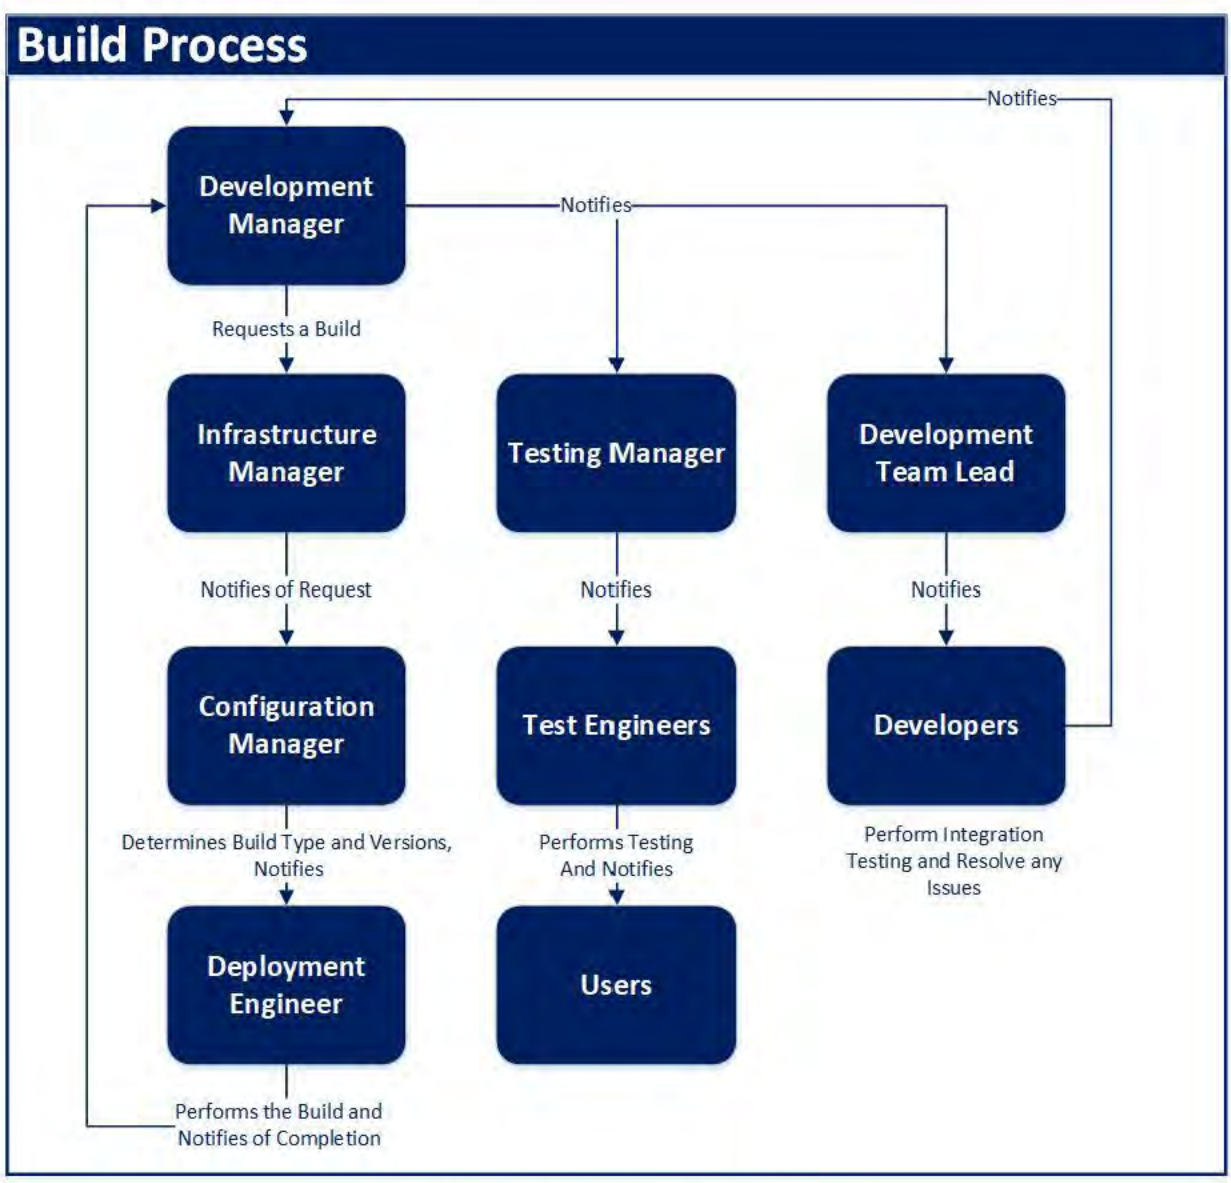 Build Process
Notifies
Development
Manager
Notifies
Requests a Build
Infrastructure
Manager
Testing Manager
Development
Team Lead
Notifies of Request
Notifies
Notifies
Configuration
Manager
Test Engineers
Developers
Determines Build Type and Versions,
Notifies
Performs Testing
And Notifies
Perform Integration
Testing and Resolve any
Issues
Deployment
Engineer
Users
Performs the Build and
Notifies of Completion